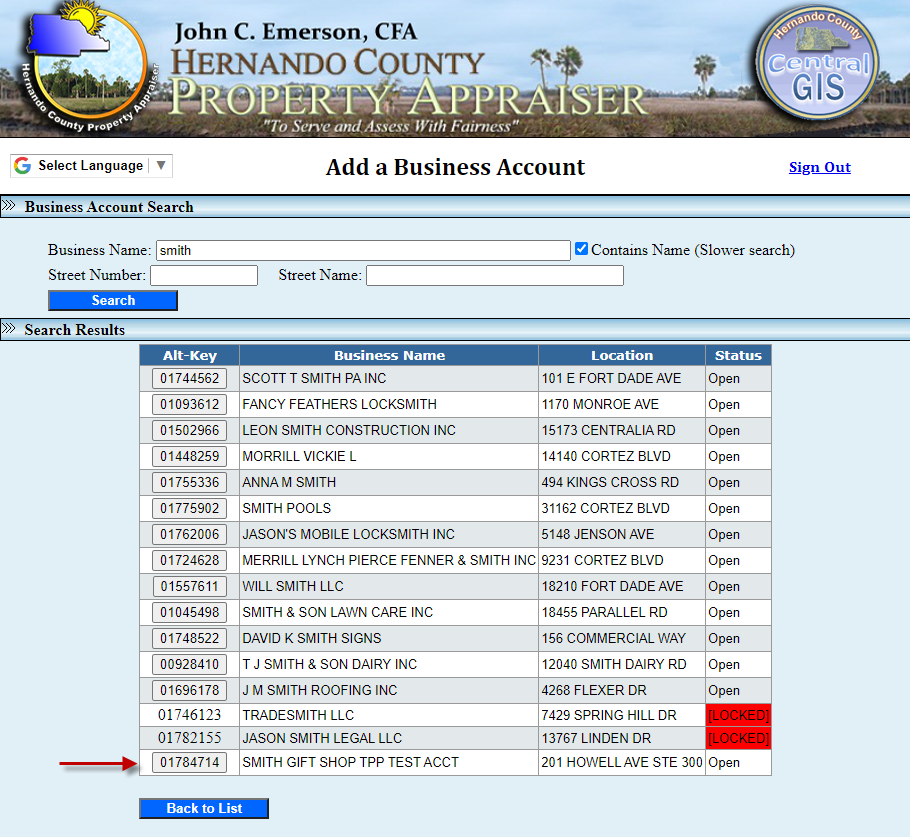 John C. Emerson, CFA
HERNANDO COUNTY
PROPERTY APPRAISER
"To Serve and Assess With Fairness"
Hernando County Property Appraiser
Hernando County
Central
GIS
Select Language ▼
Add a Business Account
Sign Out
Business Account Search
Business Name: smith Contains Name (Slower search)
Street Number: Street Name:
Search
Search Results
Alt-Key Business Name Location Status
01744562 SCOTT T SMITH PA INC 101 E FORT DADE AVE Open
01093612 FANCY FEATHERS LOCKSMITH 1170 MONROE AVE Open
01502966 LEON SMITH CONSTRUCTION INC 15173 CENTRALIA RD Open
01448259 MORRILL VICKIE L 14140 CORTEZ BLVD Open
01755336 ANNA M SMITH 494 KINGS CROSS RD Open
01775902 SMITH POOLS 31162 CORTEZ BLVD Open
01762006 JASON'S MOBILE LOCKSMITH INC 5148 JENSON AVE Open
01724628 MERRILL LYNCH PIERCE FENNER & SMITH INC 9231 CORTEZ BLVD Open
01557611 WILL SMITH LLC 18210 FORT DADE AVE Open
01045498 SMITH & SON LAWN CARE INC 18455 PARALLEL RD Open
01748522 DAVID K SMITH SIGNS 156 COMMERCIAL WAY Open
00928410 T J SMITH & SON DAIRY INC 12040 SMITH DAIRY RD Open
01696178 J M SMITH ROOFING INC 4268 FLEXER DR Open
01746123 TRADESMITH LLC 7429 SPRING HILL DR [LOCKED]
01782155 JASON SMITH LEGAL LLC 13767 LINDEN DR [LOCKED]
01784714 SMITH GIFT SHOP TPP TEST ACCT 201 HOWELL AVE STE 300 Open
Back to List